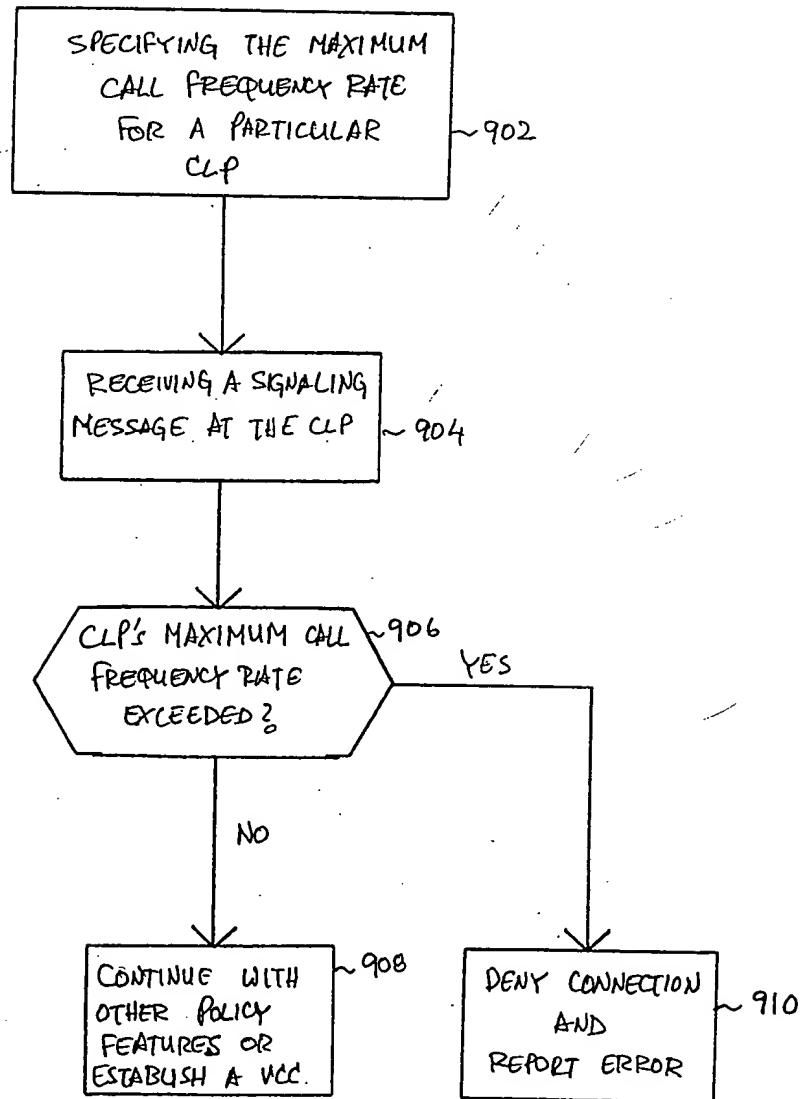 SPECIFYING THE MAXIMUM
CALL FREQUENCY RATE
FOR A PARTICULAR
CLP
~902
RECEIVING A SIGNALING
MESSAGE AT THE CLP
~904
CLP'S MAXIMUM CALL
FREQUENCY RATE
EXCEEDED?
~906
YES
NO
CONTINUE WITH
OTHER POLICY
FEATURES OR
ESTABLISH A VCC.
~908
DENY CONNECTION
AND
REPORT ERROR
~910